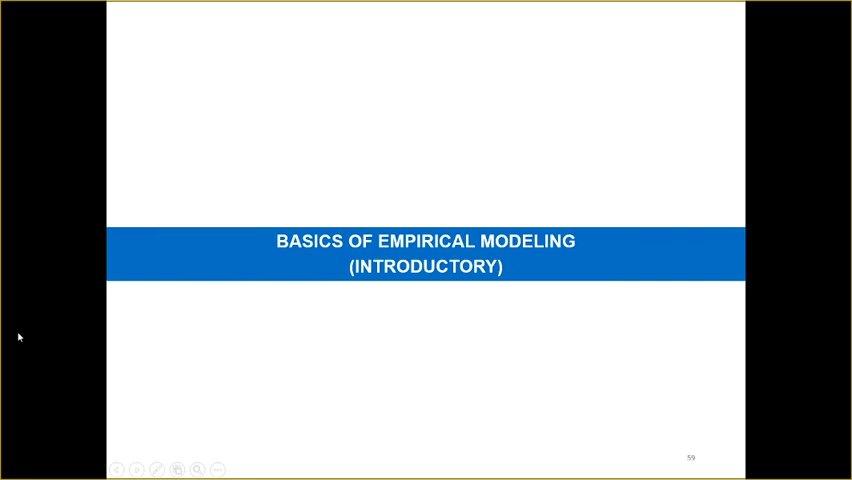 BASICS OF EMPIRICAL MODELING
(INTRODUCTORY)
59